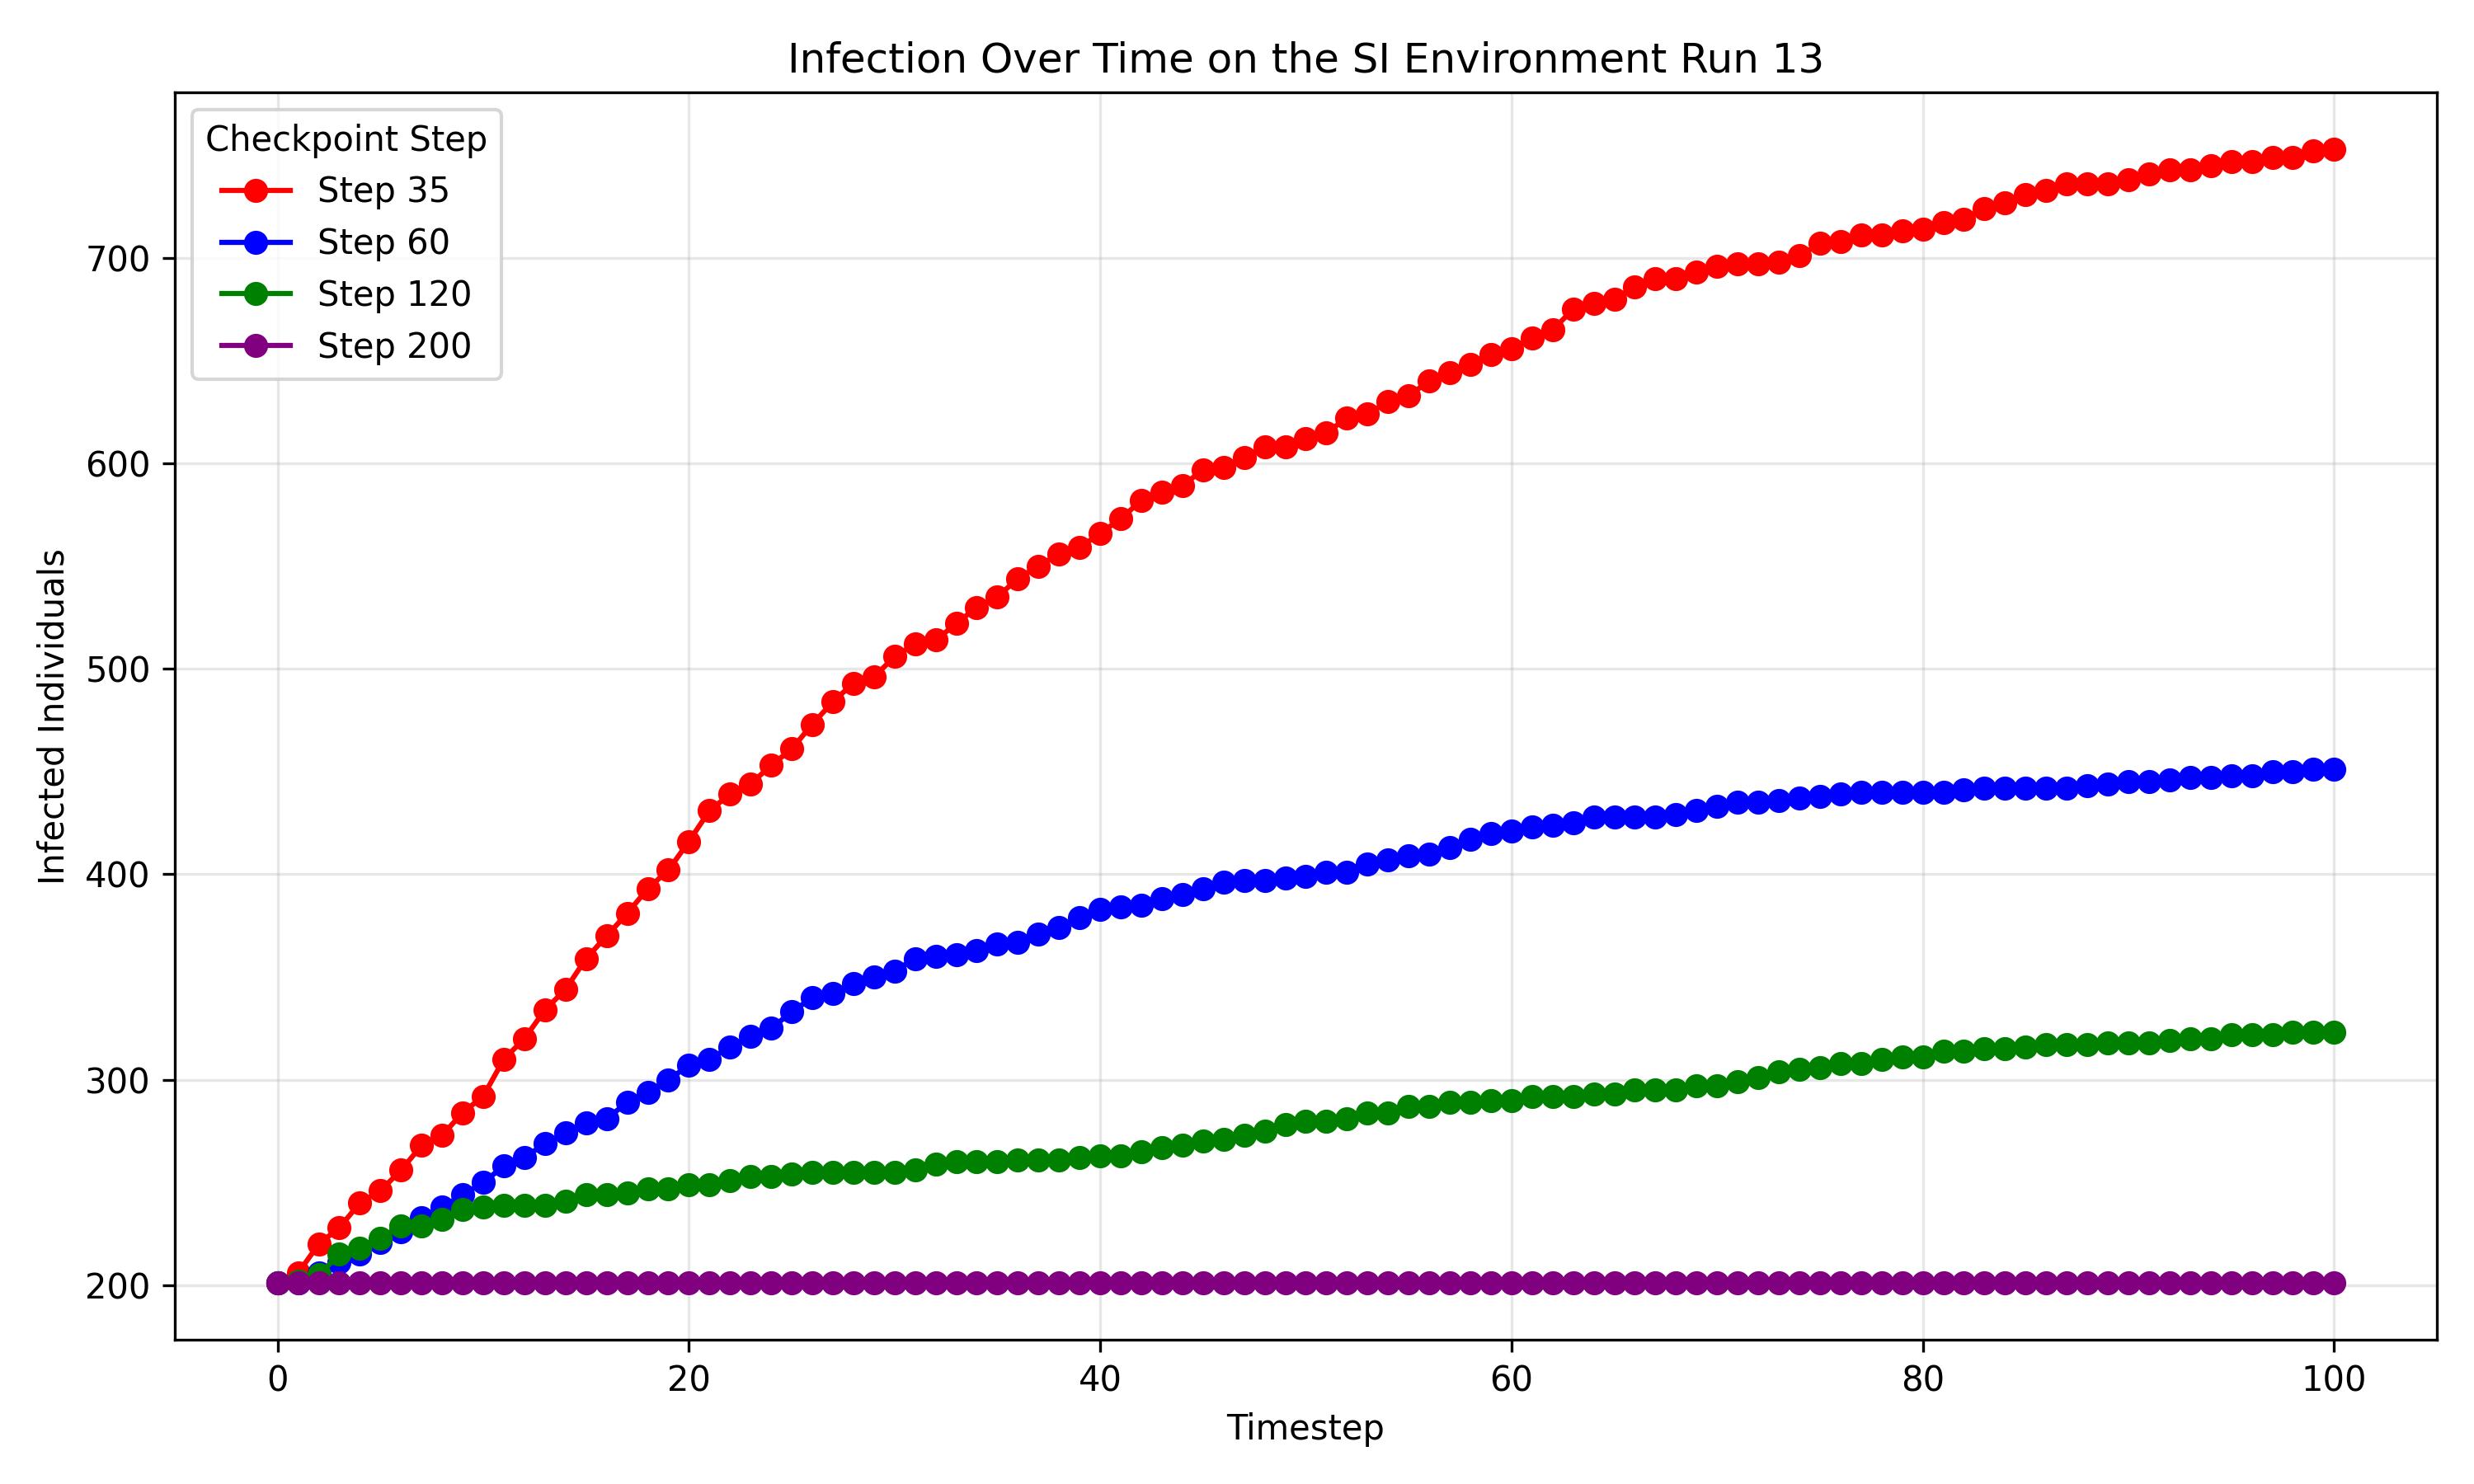 Infection Over Time on the SI Environment Run 13
Checkpoint Step
Step 35
Step 60
Step 120
Step 200
Infected Individuals
700
600
500
400
300
200
0 20 40 60 80 100
Timestep